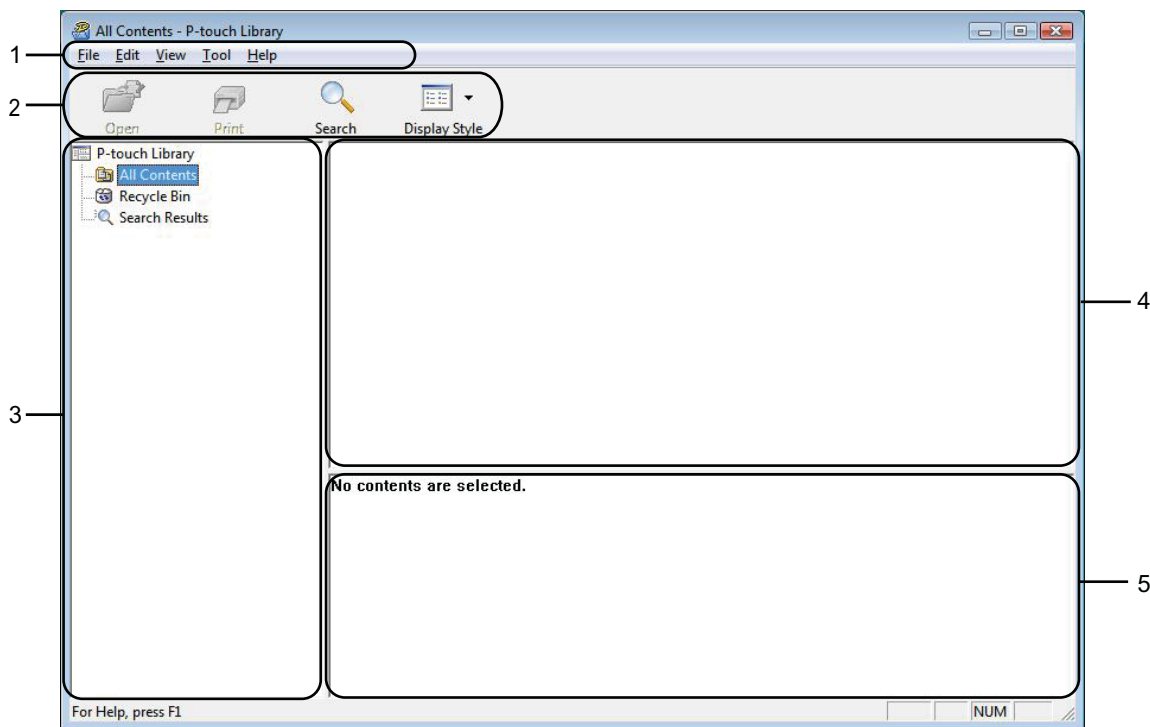 All Contents - P-touch Library
1
File Edit View Tool Help
2
Open Print Search Display Style
P-touch Library
All Contents
Recycle Bin
Search Results
3
4
No contents are selected.
5
For Help, press F1
NUM